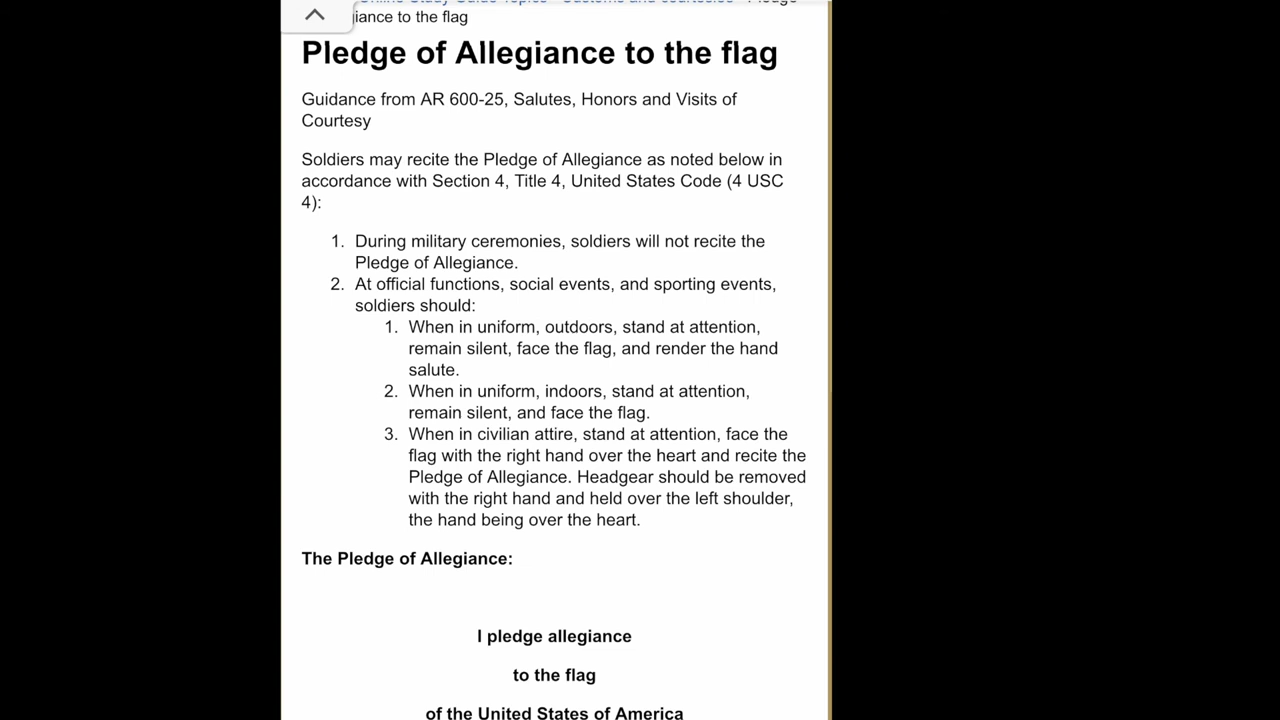 iance to the flag
Pledge of Allegiance to the flag
Guidance from AR 600-25, Salutes, Honors and Visits of
Courtesy
Soldiers may recite the Pledge of Allegiance as noted below in
accordance with Section 4, Title 4, United States Code (4 USC
4):
1. During military ceremonies, soldiers will not recite the
Pledge of Allegiance.
2. At official functions, social events, and sporting events,
soldiers should:
1. When in uniform, outdoors, stand at attention,
remain silent, face the flag, and render the hand
salute.
2. When in uniform, indoors, stand at attention,
remain silent, and face the flag.
3. When in civilian attire, stand at attention, face the
flag with the right hand over the heart and recite the
Pledge of Allegiance. Headgear should be removed
with the right hand and held over the left shoulder,
the hand being over the heart.
The Pledge of Allegiance:
I pledge allegiance
to the flag
of the United States of America